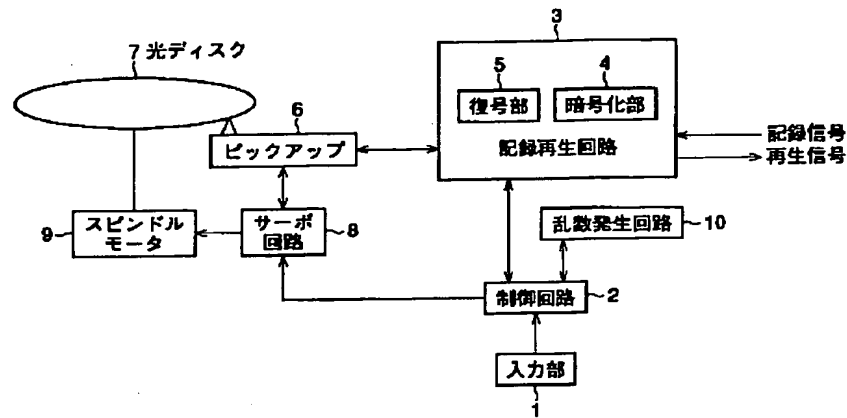 3
7 光ディスク
5
4
復号部
暗号化部
6
ピックアップ
記録再生回路
記録信号
再生信号
9
スピンドル
モータ
サーボ
回路
8
乱数発生回路
10
制御回路
2
入力部
1